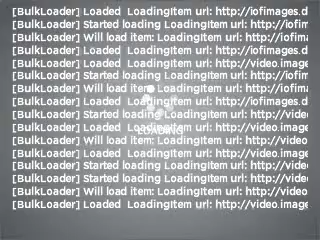 [BulkLoader] Loaded LoadingItem url: http://iofimages.d
[BulkLoader] Started loading LoadingItem url: http://iofim
[BulkLoader] Will load item: LoadingItem url: http://iofima
[BulkLoader] Loaded LoadingItem url: http://iofimages.d
[BulkLoader] Loaded LoadingItem url: http://video.image
[BulkLoader] Started loading LoadingItem url: http://iofim
[BulkLoader] Will load item: LoadingItem url: http://iofima
[BulkLoader] Loaded LoadingItem url: http://iofimages.d
[BulkLoader] Started loading LoadingItem url: http://video
[BulkLoader] Loaded LoadingItem url: http://video.image
LOADING
[BulkLoader] Will load item: LoadingItem url: http://video
[BulkLoader] Loaded LoadingItem url: http://video.image
[BulkLoader] Started loading LoadingItem url: http://video
[BulkLoader] Started loading LoadingItem url: http://video
[BulkLoader] Will load item: LoadingItem url: http://video
[BulkLoader] Loaded LoadingItem url: http://video.image